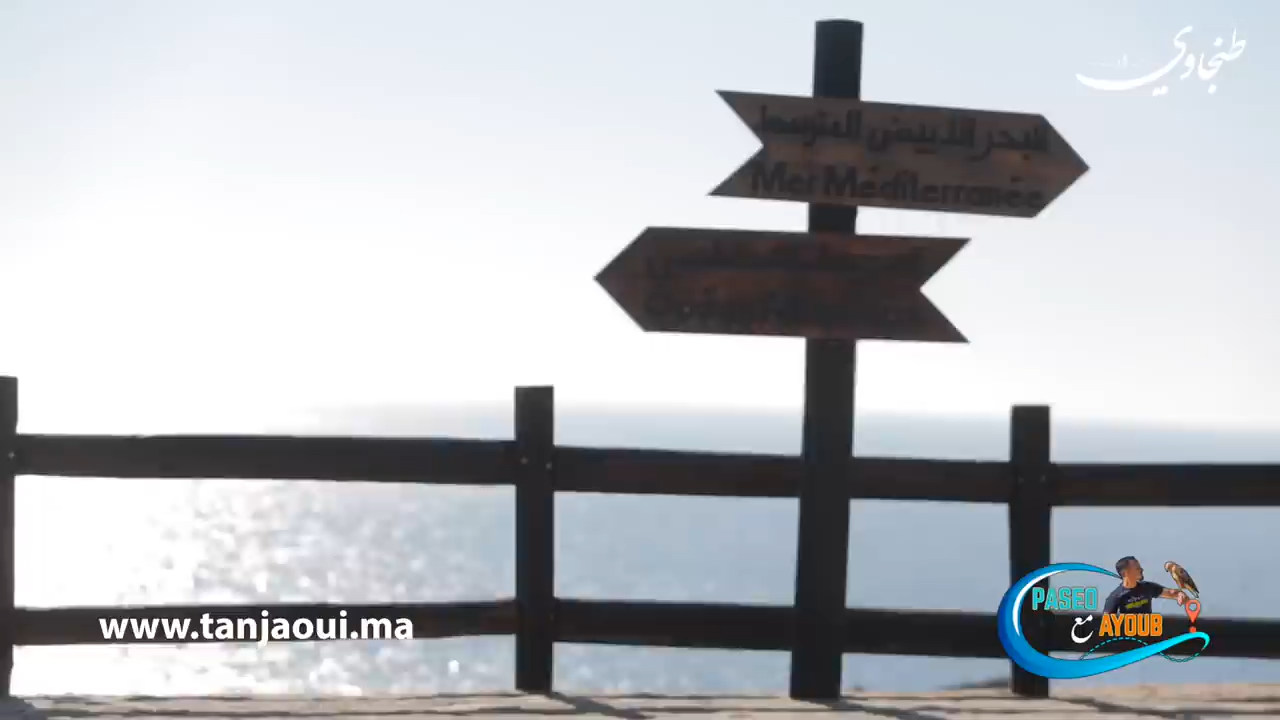 طنجاوي
البحر الأبيض المتوسط
Mer Méditerranée
www.tanjaoui.ma
PASEO
مع AYOUB